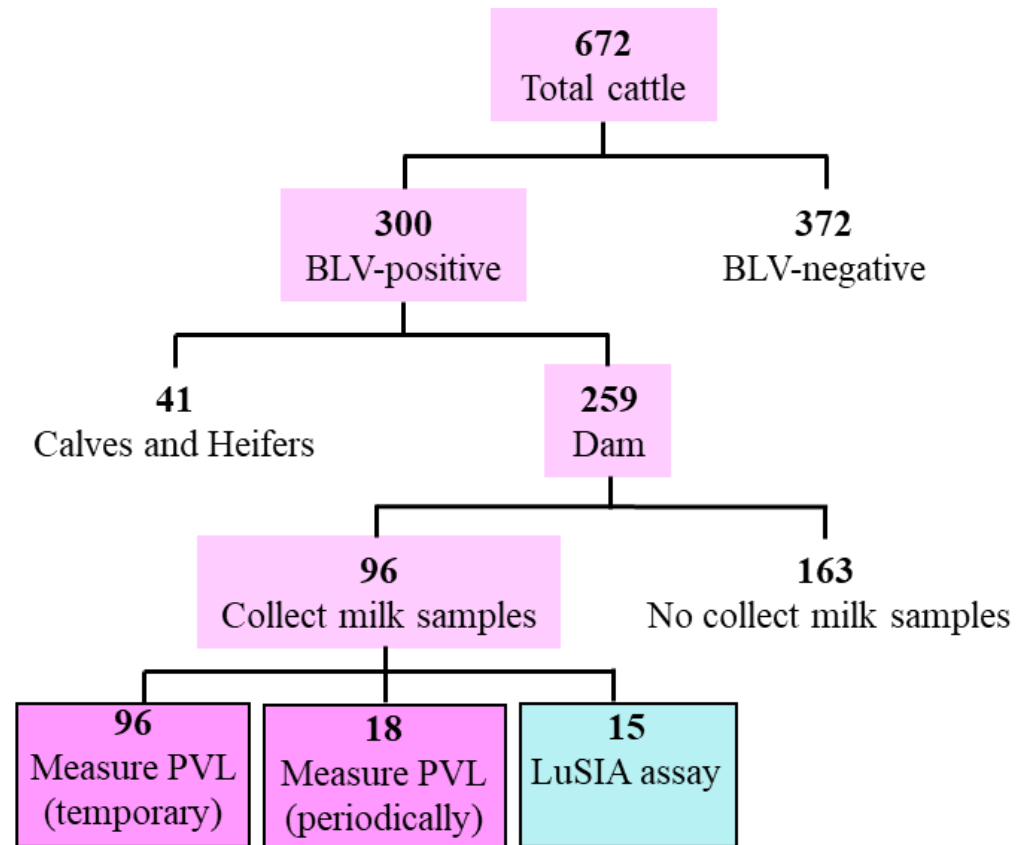 672
Total cattle
300
BLV-positive
372
BLV-negative
41
Calves and Heifers
259
Dam
96
Collect milk samples
163
No collect milk samples
96
Measure PVL
(temporary)
18
Measure PVL
(periodically)
15
LuSIA assay